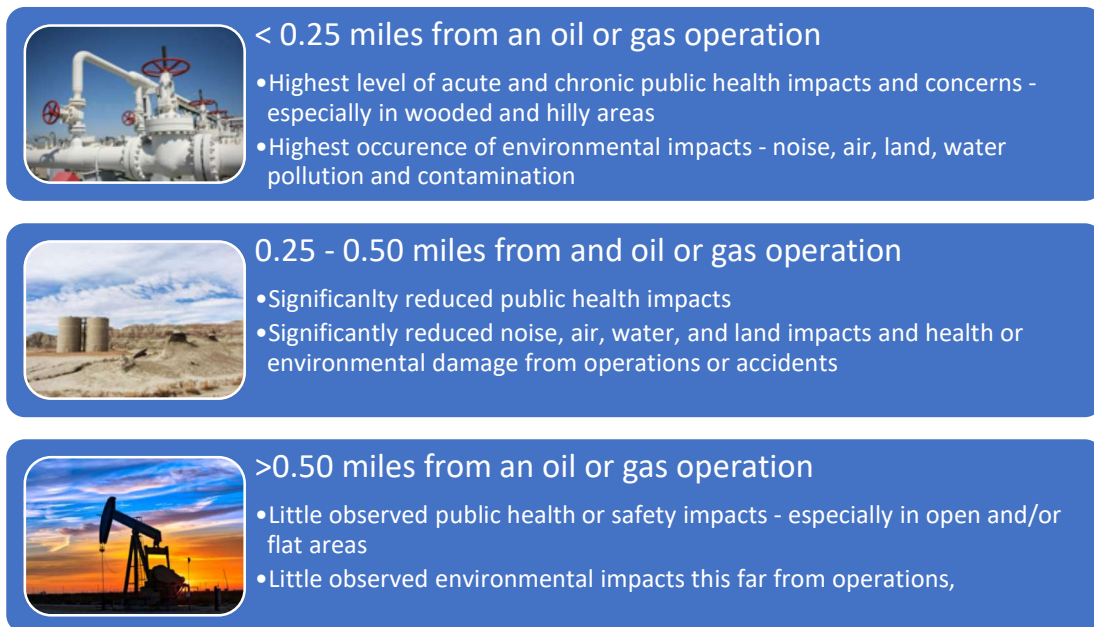 < 0.25 miles from an oil or gas operation
•Highest level of acute and chronic public health impacts and concerns -
especially in wooded and hilly areas
•Highest occurence of environmental impacts - noise, air, land, water
pollution and contamination
0.25 - 0.50 miles from and oil or gas operation
•Significanlty reduced public health impacts
•Significantly reduced noise, air, water, and land impacts and health or
environmental damage from operations or accidents
>0.50 miles from an oil or gas operation
•Little observed public health or safety impacts - especially in open and/or
flat areas
•Little observed environmental impacts this far from operations,